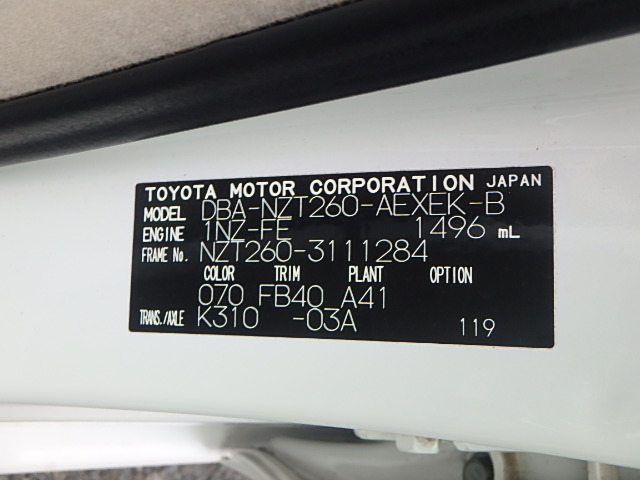 TOYOTA MOTOR CORPORATION JAPAN
MODEL DBA-NZT260-AEXEK-B
ENGINE 1NZ-FE 1496 mL
FRAME No. NZT260-3111284
COLOR TRIM PLANT OPTION
070 FB40 A41
TRANS./AXLE K310 -03A 119